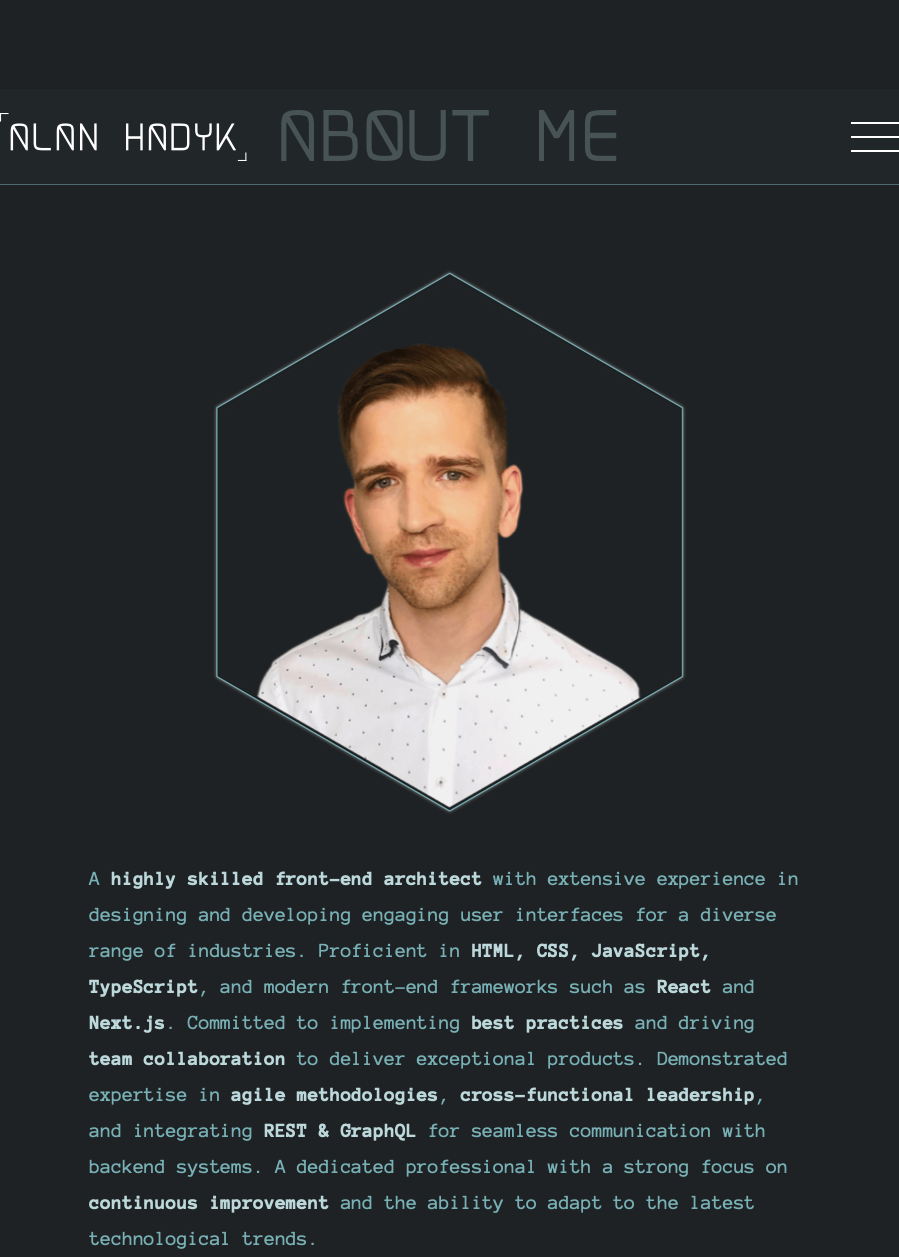 ALAN HADYK
ABOUT ME
A highly skilled front-end architect with extensive experience in
designing and developing engaging user interfaces for a diverse
range of industries. Proficient in HTML, CSS, JavaScript,
TypeScript, and modern front-end frameworks such as React and
Next.js. Committed to implementing best practices and driving
team collaboration to deliver exceptional products. Demonstrated
expertise in agile methodologies, cross-functional leadership,
and integrating REST & GraphQL for seamless communication with
backend systems. A dedicated professional with a strong focus on
continuous improvement and the ability to adapt to the latest
technological trends.